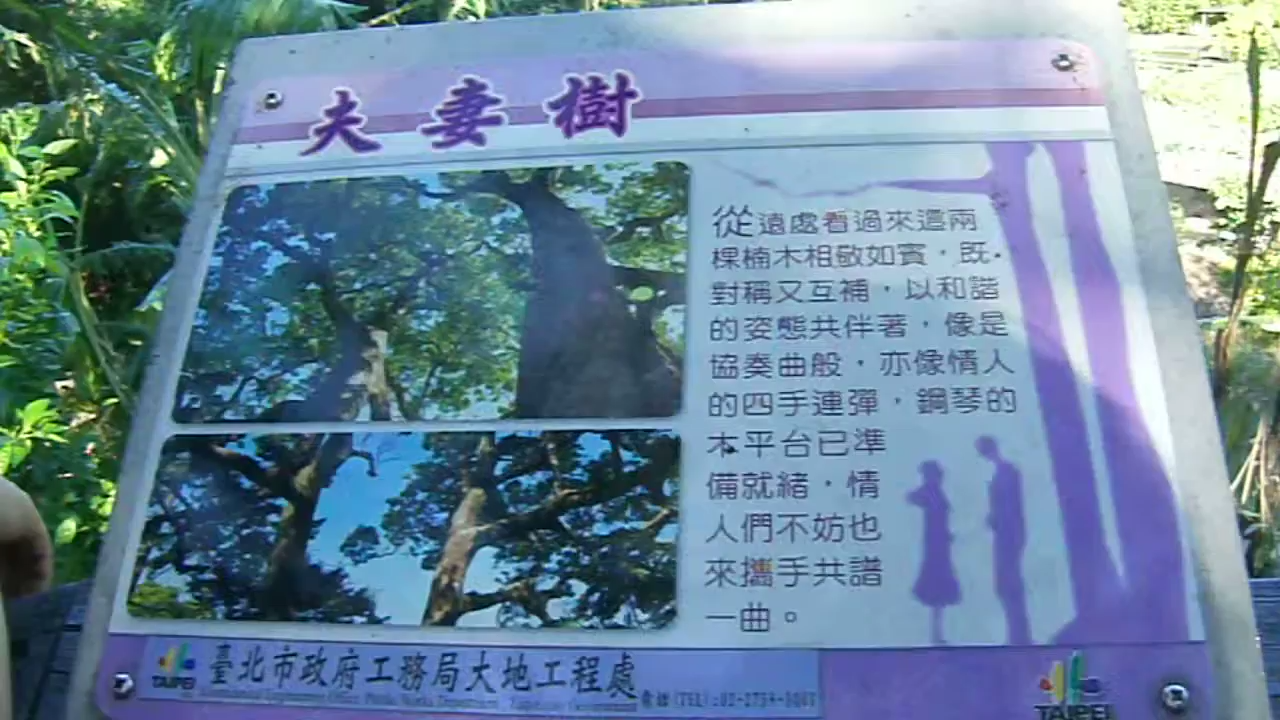 夫妻樹
從遠處看過來這兩
棵楠木相敬如賓，既
對稱又互補，以和諧
的姿態共伴著，像是
協奏曲般，亦像情人
的四手連彈，鋼琴的
木平台已準
備就緒，情
人們不妨也
來攜手共譜
一曲。
臺北市政府工務局大地工程處
TAIPEI
TAIPEI